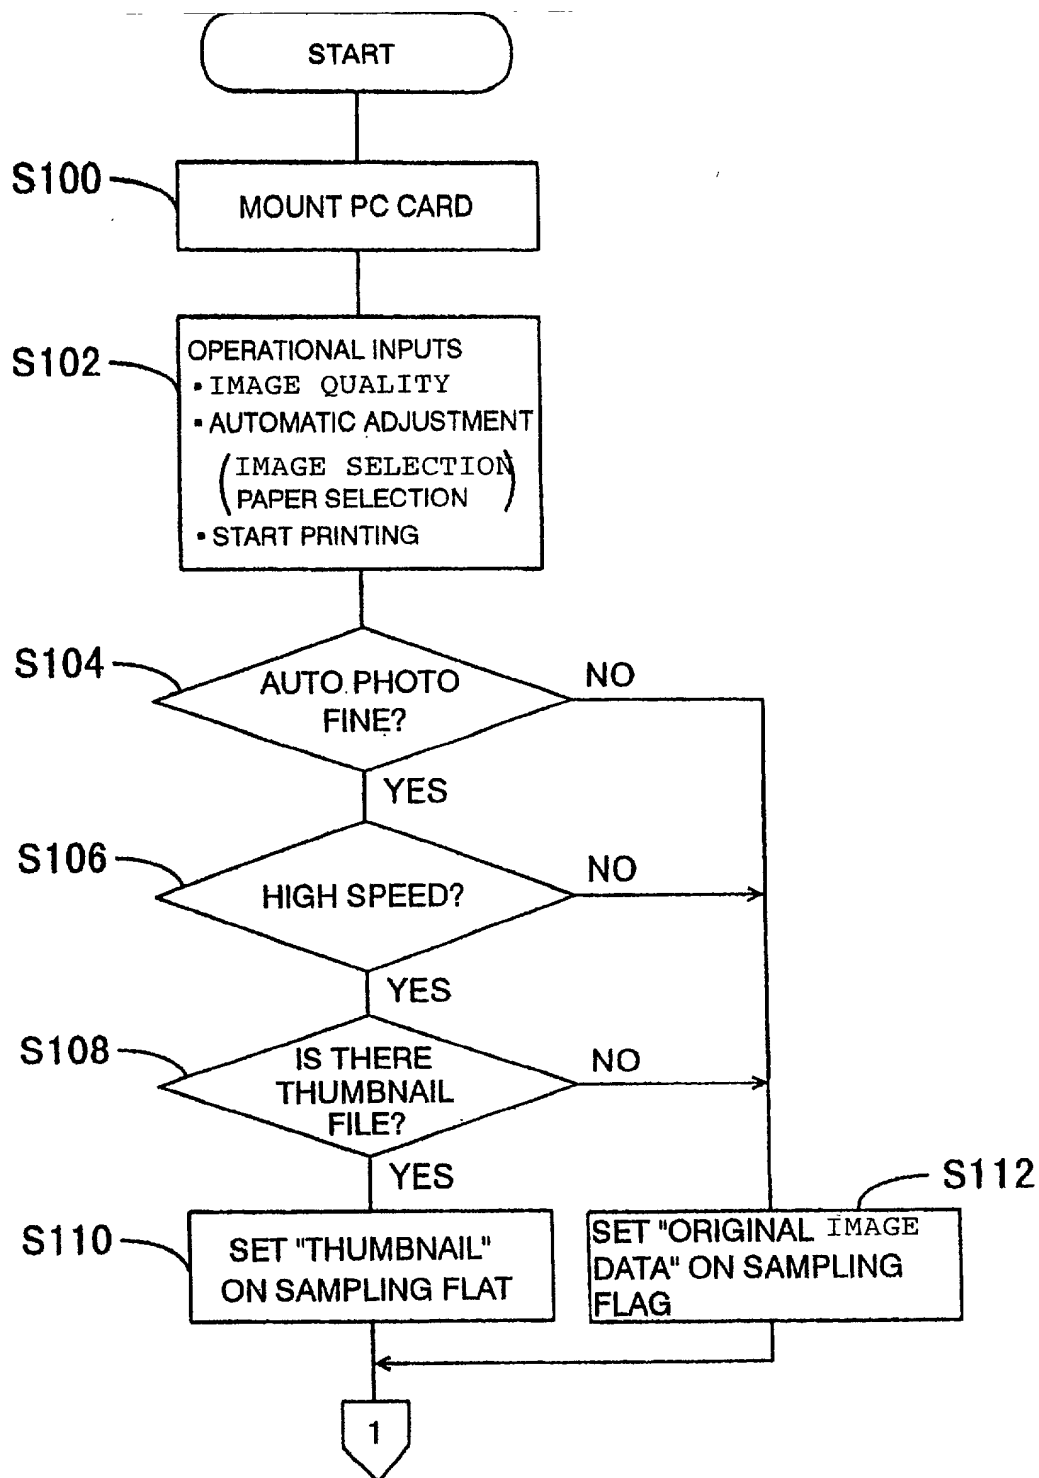 START
S100
MOUNT PC CARD
S102
OPERATIONAL INPUTS
▪ IMAGE QUALITY
▪ AUTOMATIC ADJUSTMENT
(IMAGE SELECTION
PAPER SELECTION)
▪ START PRINTING
S104
AUTO PHOTO
FINE?
NO
YES
S106
HIGH SPEED?
NO
YES
S108
IS THERE
THUMBNAIL
FILE?
NO
YES
S110
SET "THUMBNAIL"
ON SAMPLING FLAT
S112
SET "ORIGINAL IMAGE
DATA" ON SAMPLING
FLAG
1